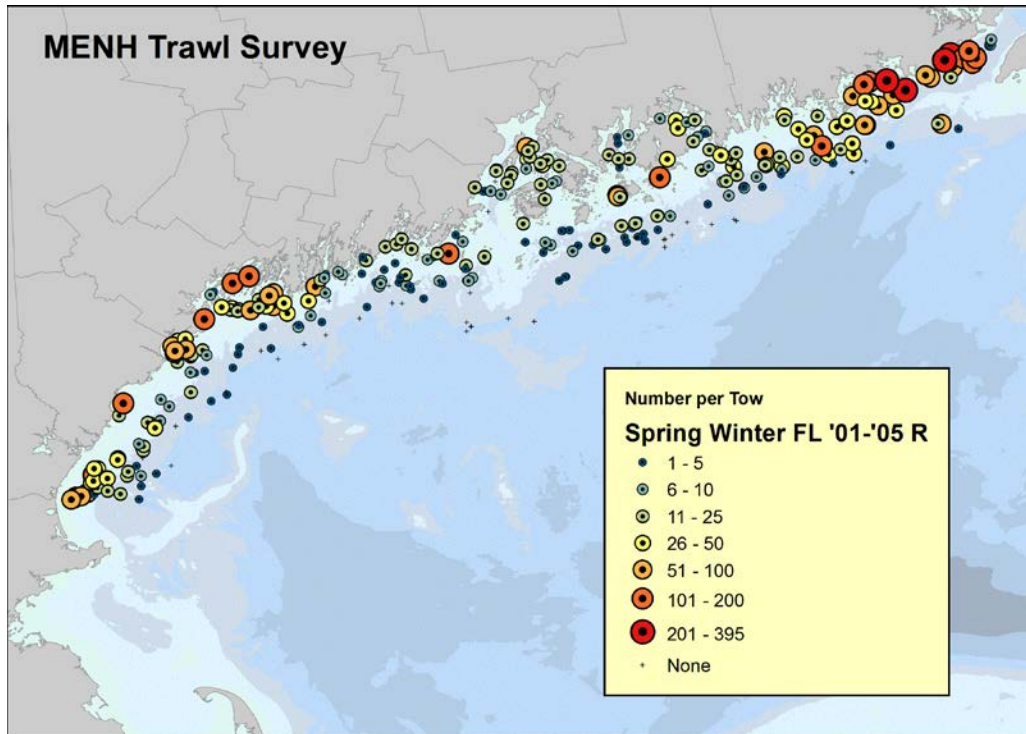 MENH Trawl Survey
Number per Tow
Spring Winter FL '01-'05 R
1 - 5
6 - 10
11 - 25
26 - 50
51 - 100
101 - 200
201 - 395
None